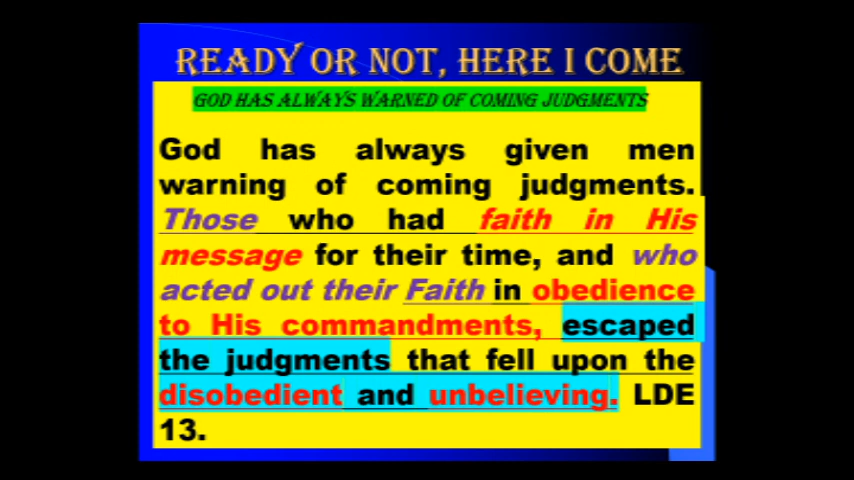 READY OR NOT, HERE I COME
GOD HAS ALWAYS WARNED OF COMING JUDGMENTS
God has always given men
warning of coming judgments.
Those who had faith in His
message for their time, and who
acted out their Faith in obedience
to His commandments, escaped
the judgments that fell upon the
disobedient and unbelieving. LDE
13.